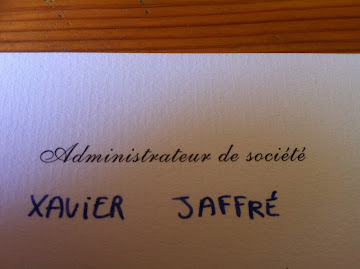 Administrateur de société
XAViER JAFFRÉ